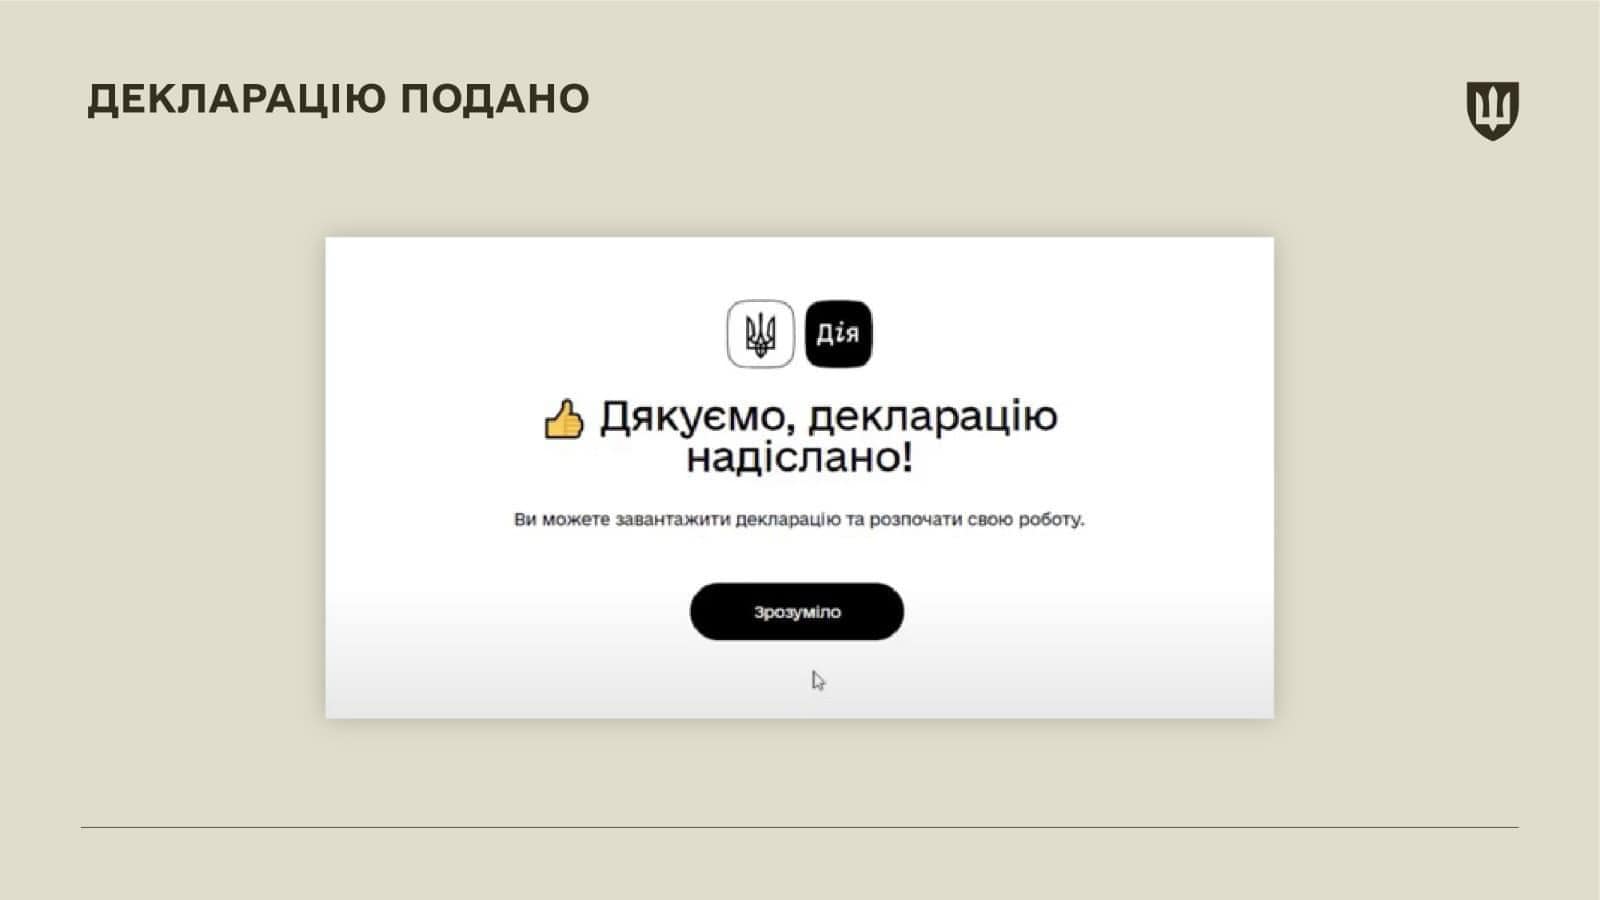 ДЕКЛАРАЦІЮ ПОДАНО
Дія
👍 Дякуємо, декларацію
надіслано!
Ви можете завантажити декларацію та розпочати свою роботу.
Зрозуміло